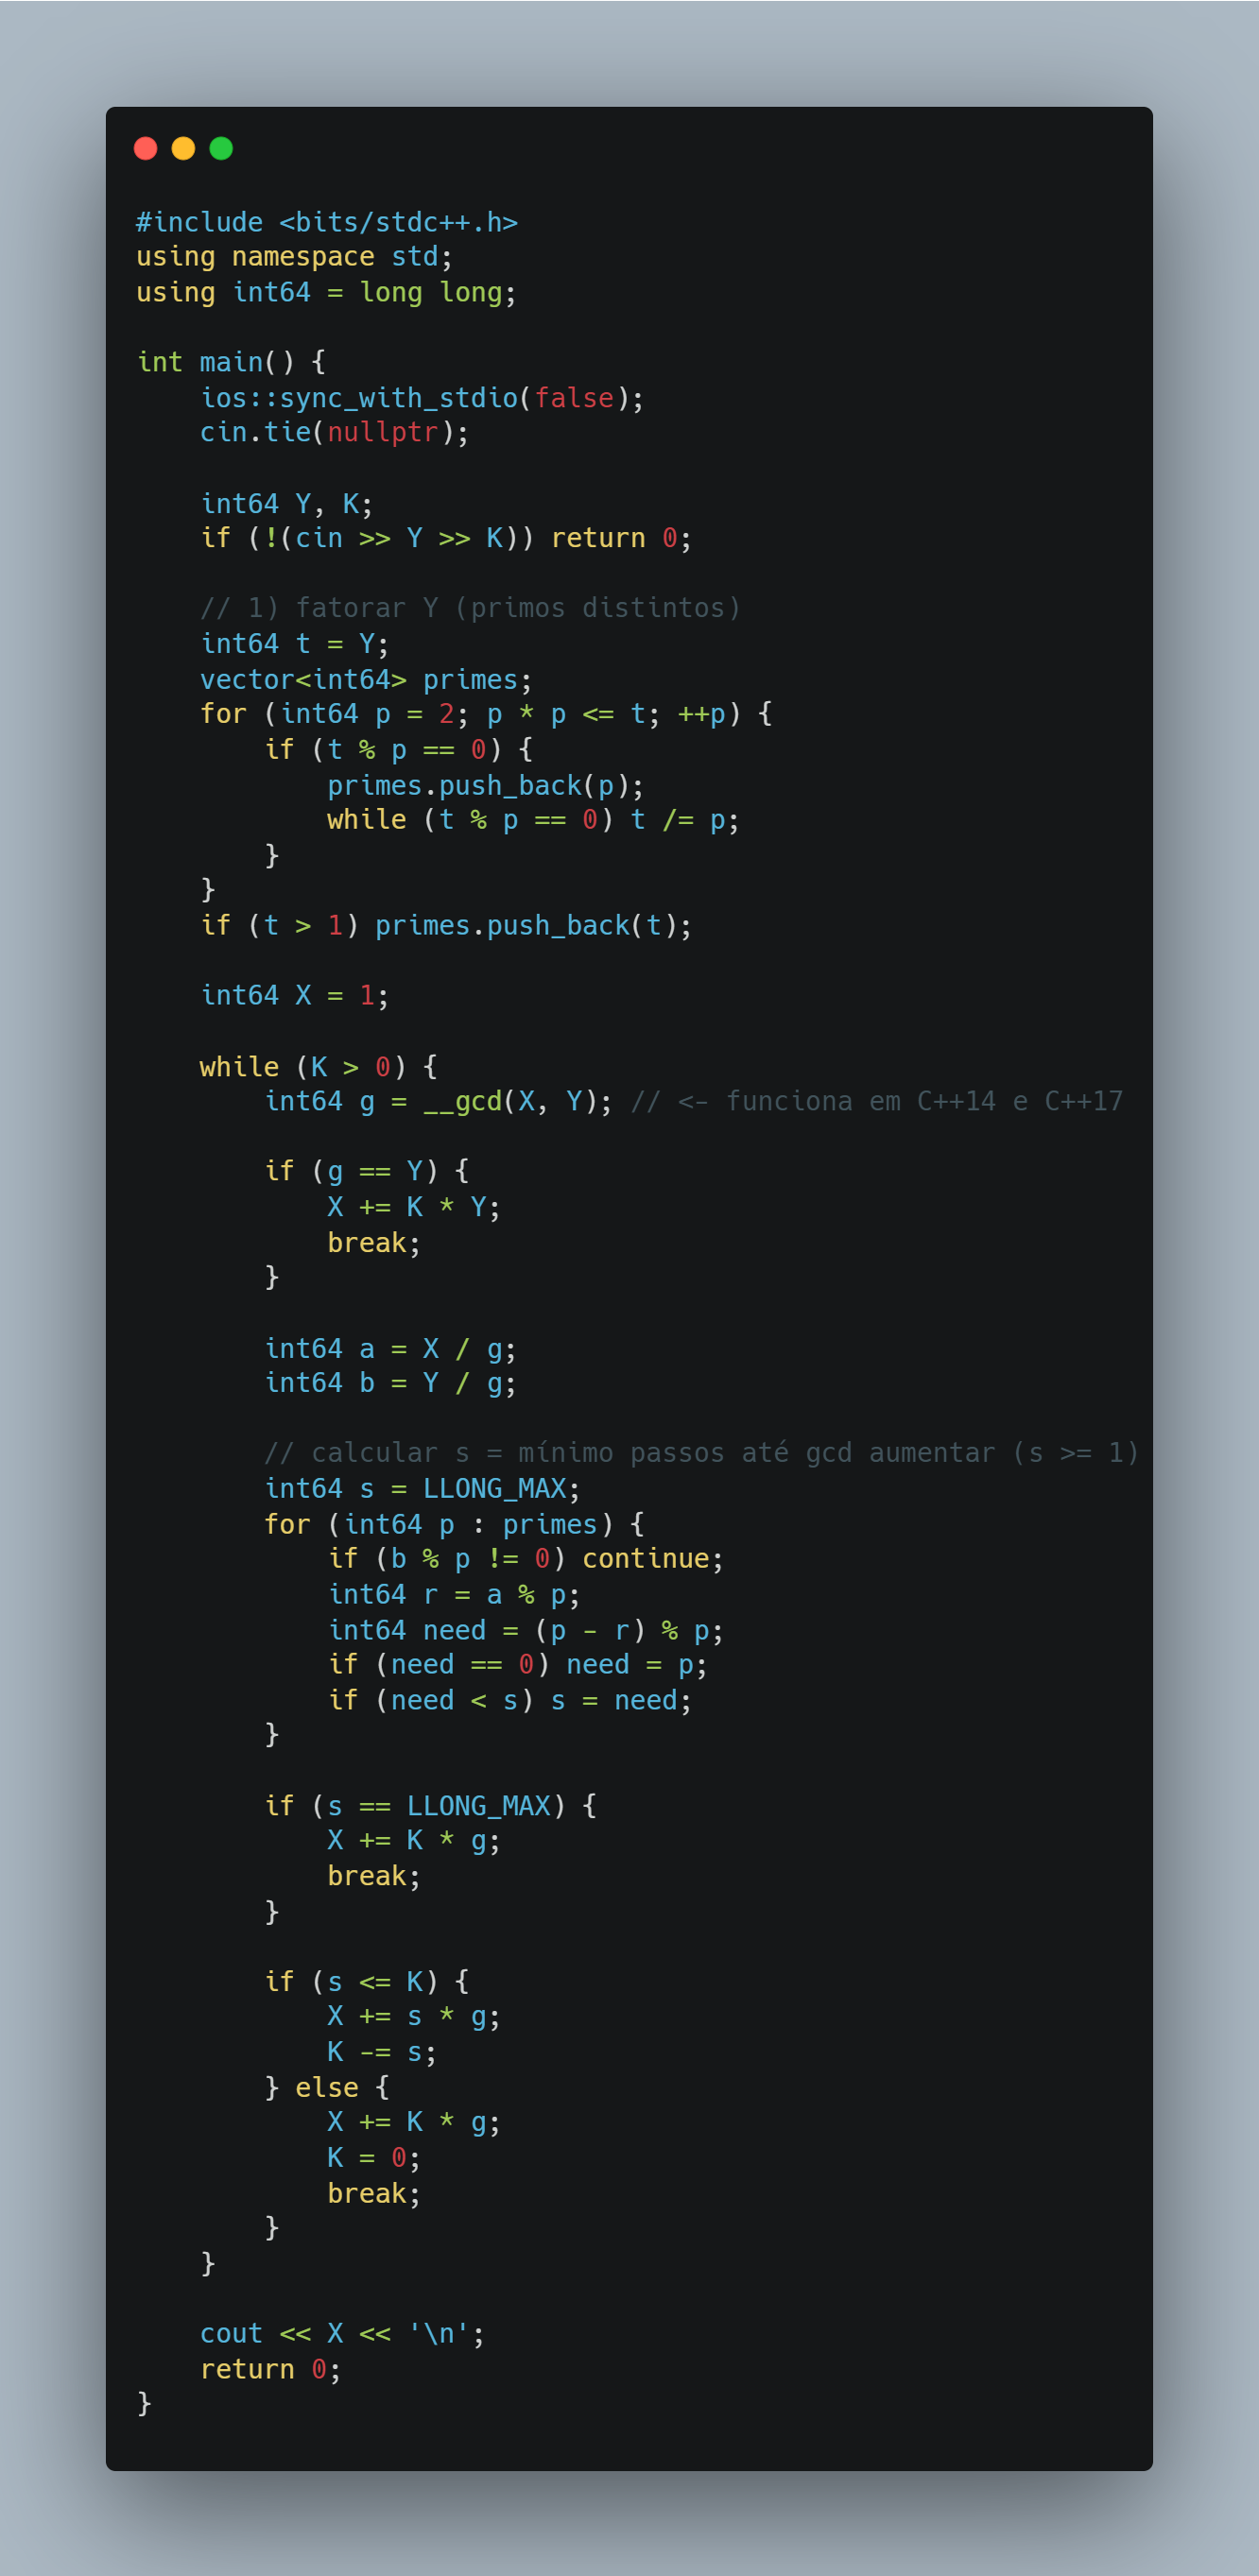 #include <bits/stdc++.h>
using namespace std;
using int64 = long long;

int main() {
    ios::sync_with_stdio(false);
    cin.tie(nullptr);

    int64 Y, K;
    if (!(cin >> Y >> K)) return 0;

    // 1) fatorar Y (primos distintos)
    int64 t = Y;
    vector<int64> primes;
    for (int64 p = 2; p * p <= t; ++p) {
        if (t % p == 0) {
            primes.push_back(p);
            while (t % p == 0) t /= p;
        }
    }
    if (t > 1) primes.push_back(t);

    int64 X = 1;

    while (K > 0) {
        int64 g = __gcd(X, Y); // <- funciona em C++14 e C++17

        if (g == Y) {
            X += K * Y;
            break;
        }

        int64 a = X / g;
        int64 b = Y / g;

        // calcular s = mínimo passos até gcd aumentar (s >= 1)
        int64 s = LLONG_MAX;
        for (int64 p : primes) {
            if (b % p != 0) continue;
            int64 r = a % p;
            int64 need = (p - r) % p;
            if (need == 0) need = p;
            if (need < s) s = need;
        }

        if (s == LLONG_MAX) {
            X += K * g;
            break;
        }

        if (s <= K) {
            X += s * g;
            K -= s;
        } else {
            X += K * g;
            K = 0;
            break;
        }
    }

    cout << X << '\n';
    return 0;
}